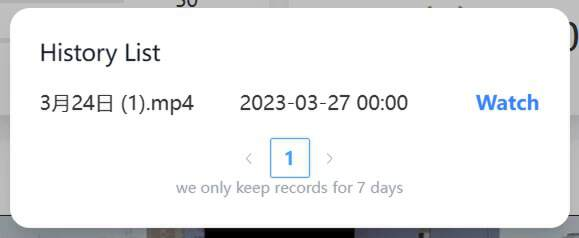 History List
3月24日 (1).mp4 2023-03-27 00:00 Watch
1
we only keep records for 7 days